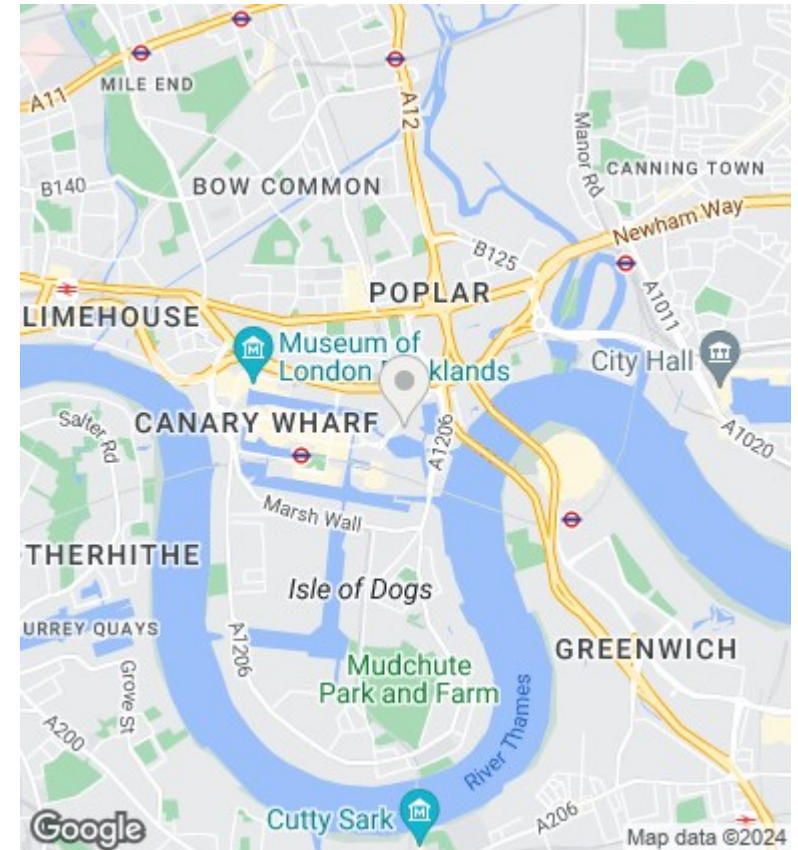 MILE END
A11
A12
Manor Rd
CANNING TOWN
B140
BOW COMMON
Newham Way
B125
POPLAR
A1011
LIMEHOUSE
Museum of
London
klands
City Hall
Salter Rd
CANARY WHARF
A1206
A1020
Marsh Wall
THERHITHE
Isle of Dogs
URREY QUAYS
A1206
GREENWICH
Mudchute
Park and Farm
Grove St
A200
River Thames
Cutty Sark
A206
Google
Map data ©2024